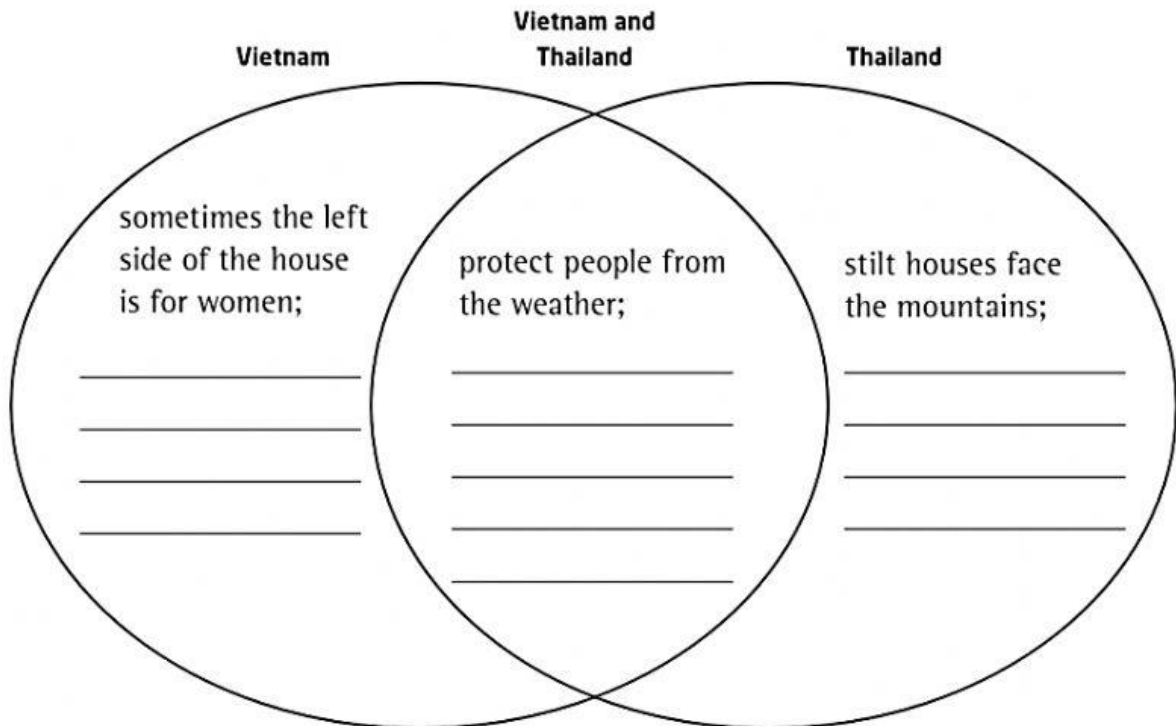 Vietnam
Vietnam and
Thailand
Thailand
sometimes the left
side of the house
is for women;
protect people from
the weather;
stilt houses face
the mountains;